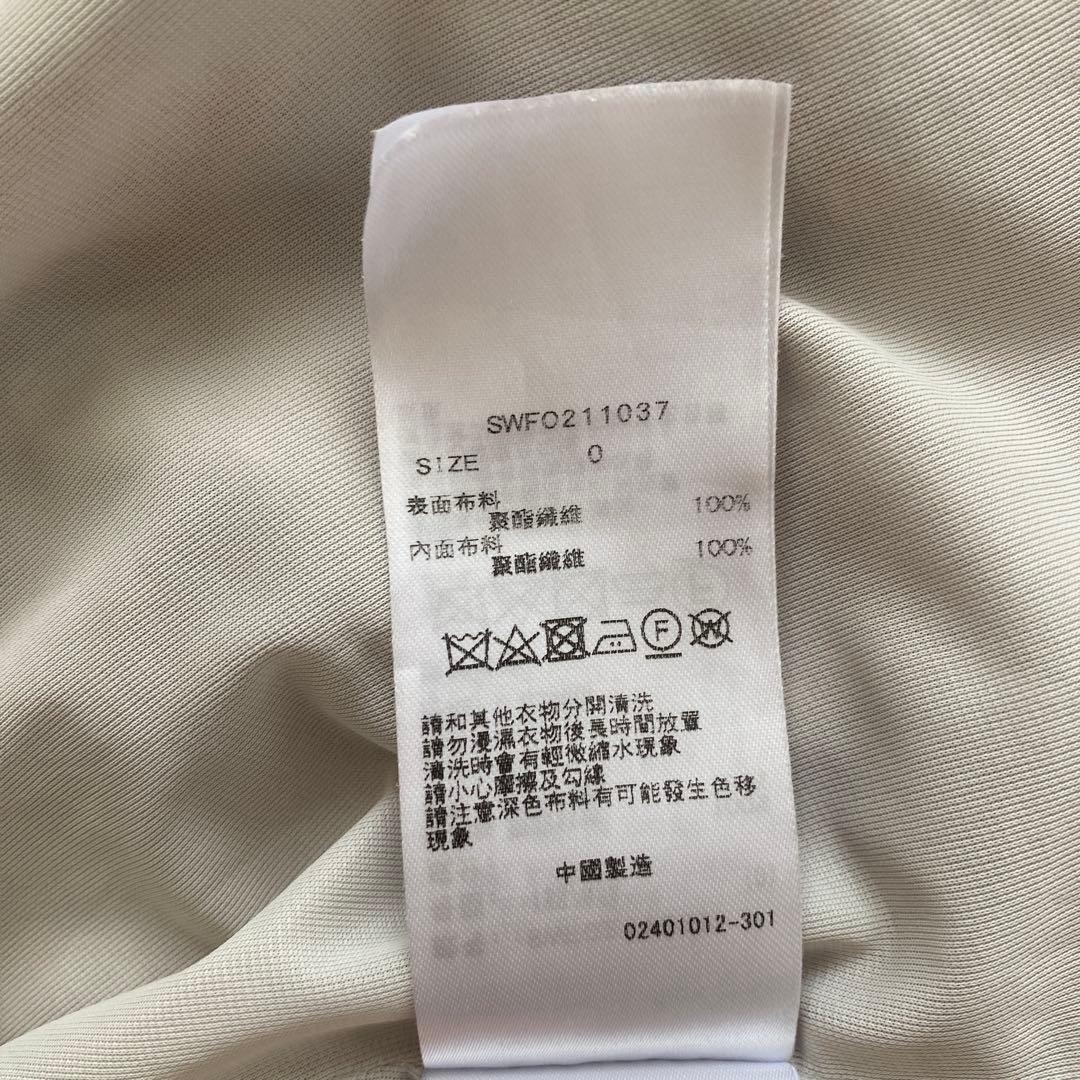 SWFO211037
SIZE 0
表面布料
聚酯纖維 100%
內面布料
聚酯纖維 100%
F W
請和其他衣物分開清洗
請勿浸濕衣物後長時間放置
清洗時會有輕微縮水現象
請小心摩擦及勾線
請注意深色布料有可能發生色移
現象
中國製造
02401012-301